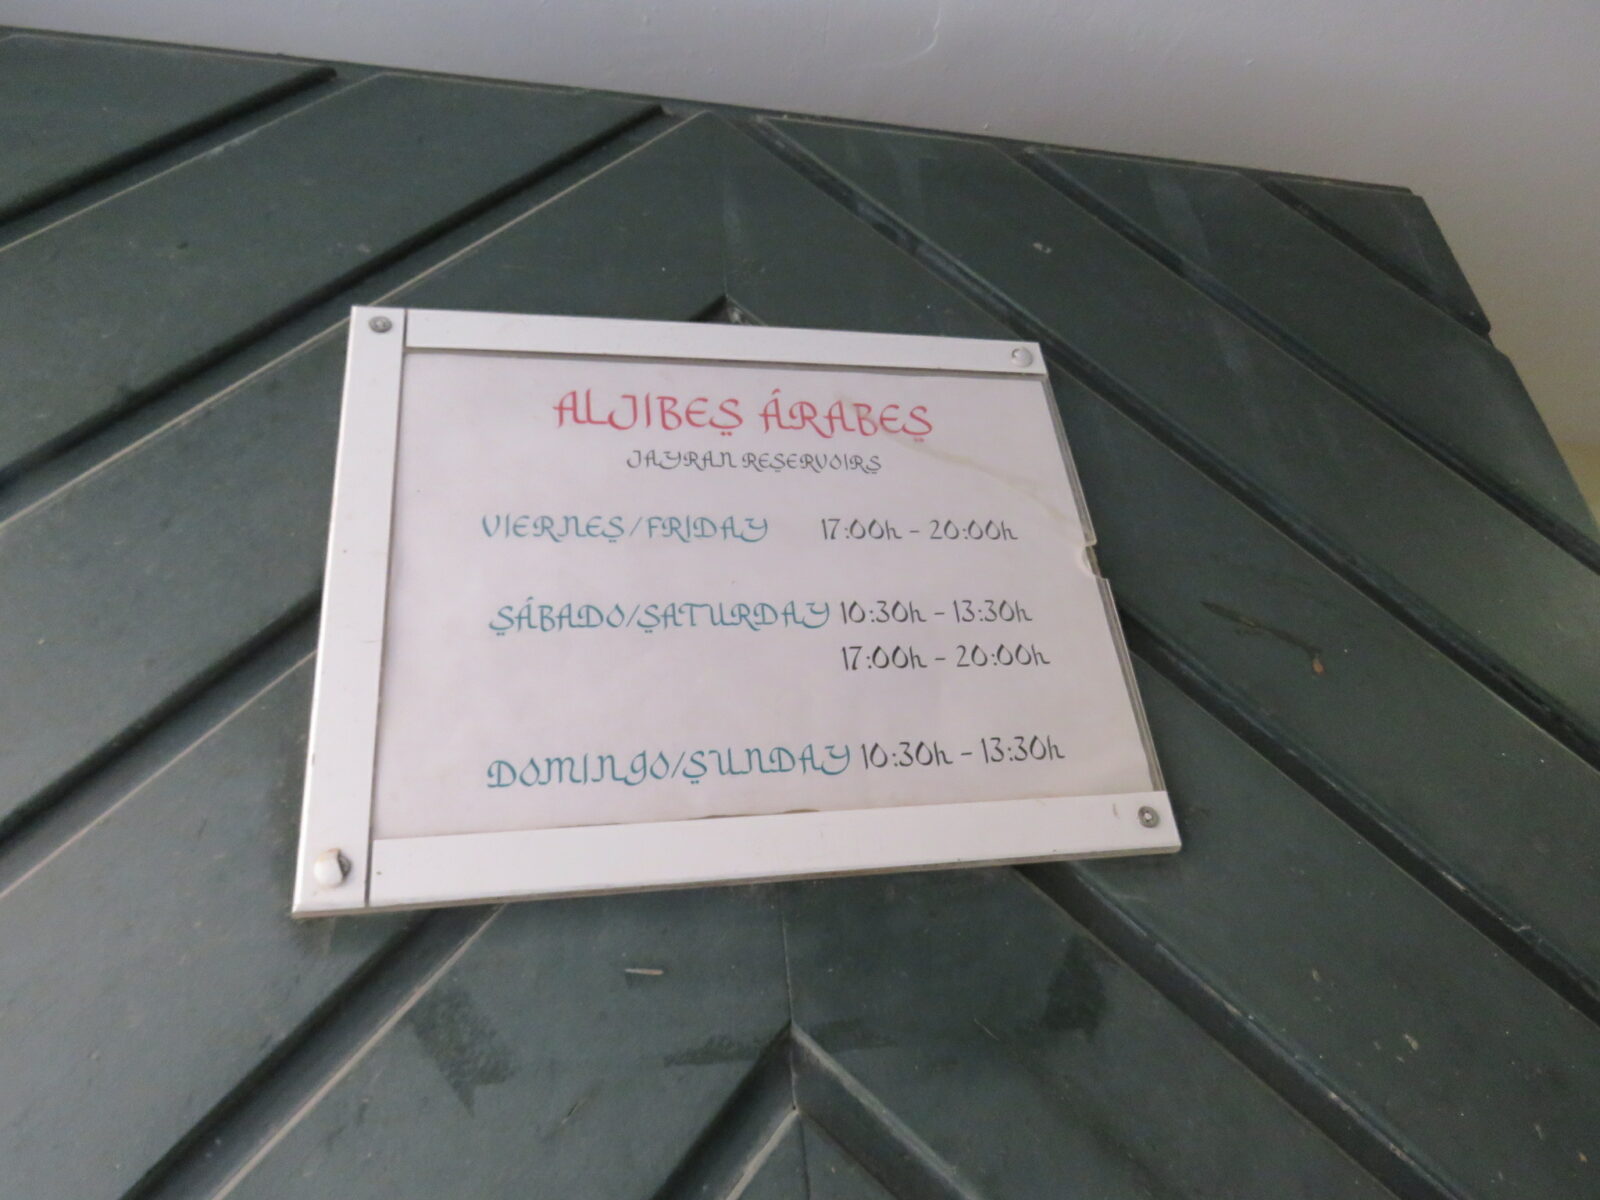 ALJIBES ÁRABES
JAYRAN RESERVOIRS
VIERNES/FRIDAY 17:00h - 20:00h
SÁBADO/SATURDAY 10:30h - 13:30h
17:00h - 20:00h
DOMINGO/SUNDAY 10:30h - 13:30h